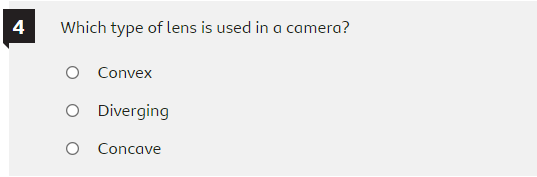 4 Which type of lens is used in a camera?
Convex
Diverging
Concave